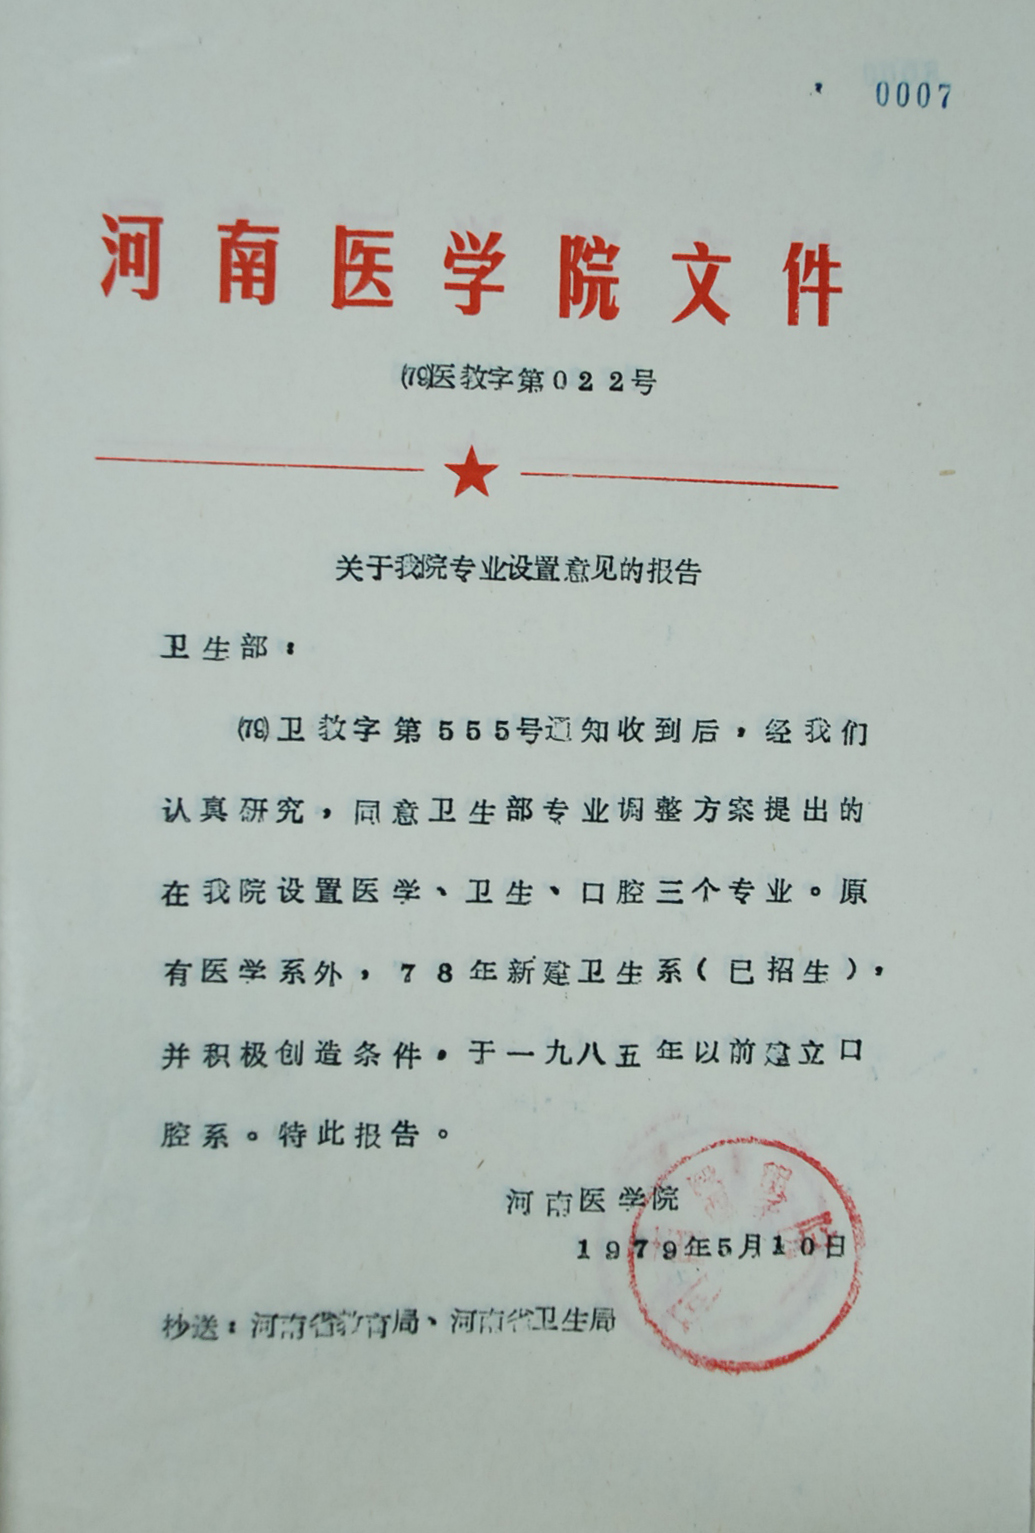 0007
河南医学院文件
(79)医教字第022号
关于我院专业设置意见的报告
卫生部：
(79)卫教字第555号通知收到后，经我们
认真研究，同意卫生部专业调整方案提出的
在我院设置医学、卫生、口腔三个专业。原
有医学系外，78年新建卫生系(已招生)，
并积极创造条件，于一九八五年以前建立口
腔系。特此报告。
河南医学院
1979年5月10日
抄送：河南省教育局、河南省卫生局